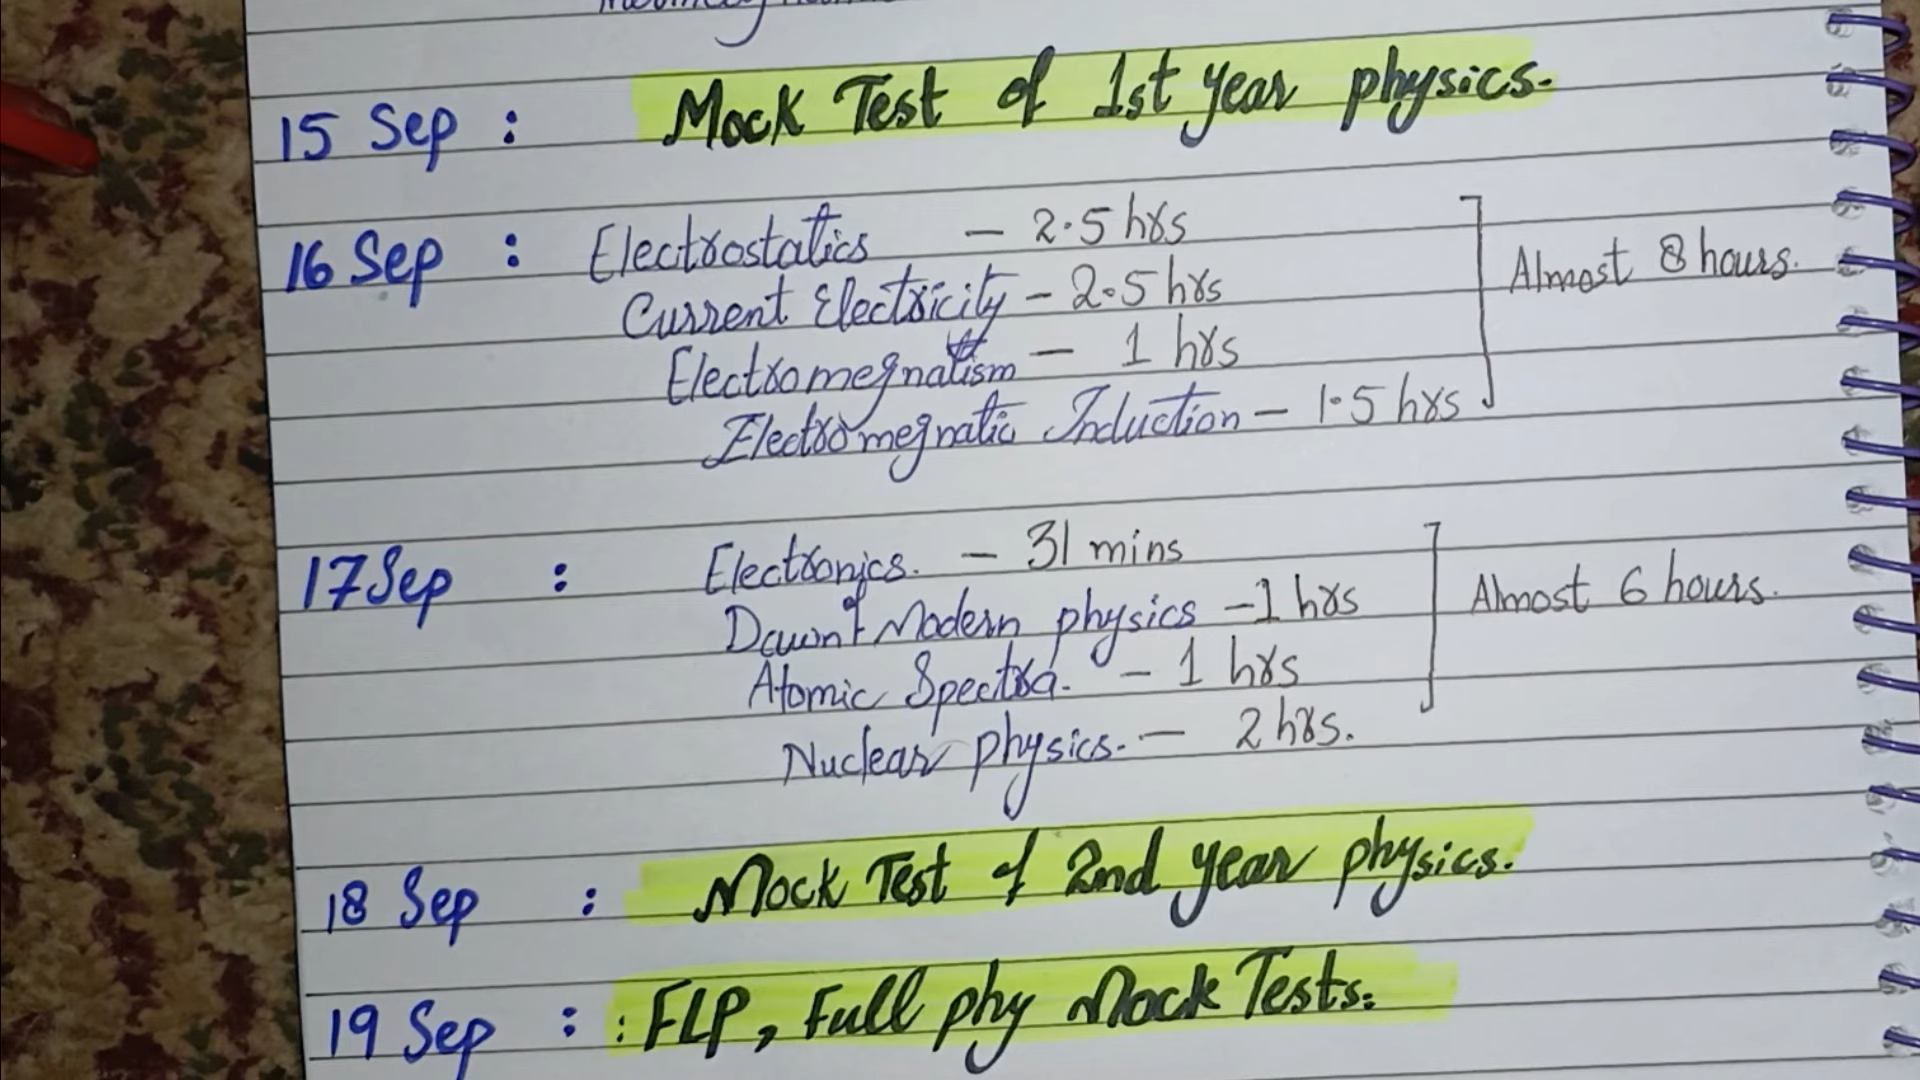 15 Sep : Mock Test of 1st year physics.
16 Sep : Electrostatics - 2.5 hrs
Current Electricity - 2.5 hrs
Almost 8 hours.
Electromegnatism - 1 hrs
Electromegnatic Induction - 1.5 hrs
17 Sep : Electronics. - 31 mins
Dawn of Modern physics - 1 hrs
Almost 6 hours.
Atomic Spectra. - 1 hrs
Nuclear physics. - 2 hrs.
18 Sep : Mock Test of 2nd year physics.
19 Sep : : FLP, Full phy Mock Tests.